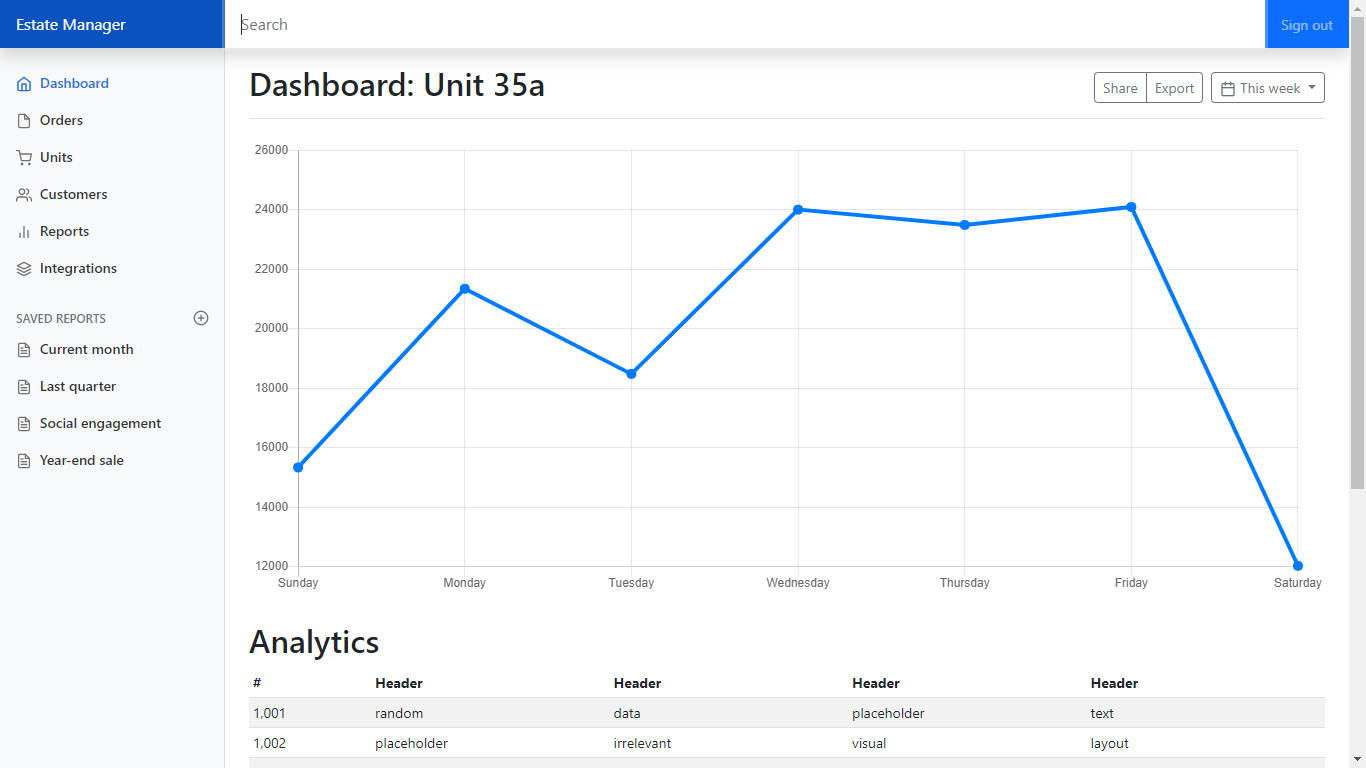 Estate Manager
Search
Sign out
Dashboard
Orders
Units
Customers
Reports
Integrations
SAVED REPORTS
Current month
Last quarter
Social engagement
Year-end sale
Dashboard: Unit 35a
Share Export This week
26000
24000
22000
20000
18000
16000
14000
12000
Sunday Monday Tuesday Wednesday Thursday Friday Saturday
Analytics
# Header Header Header Header
1,001 random data placeholder text
1,002 placeholder irrelevant visual layout